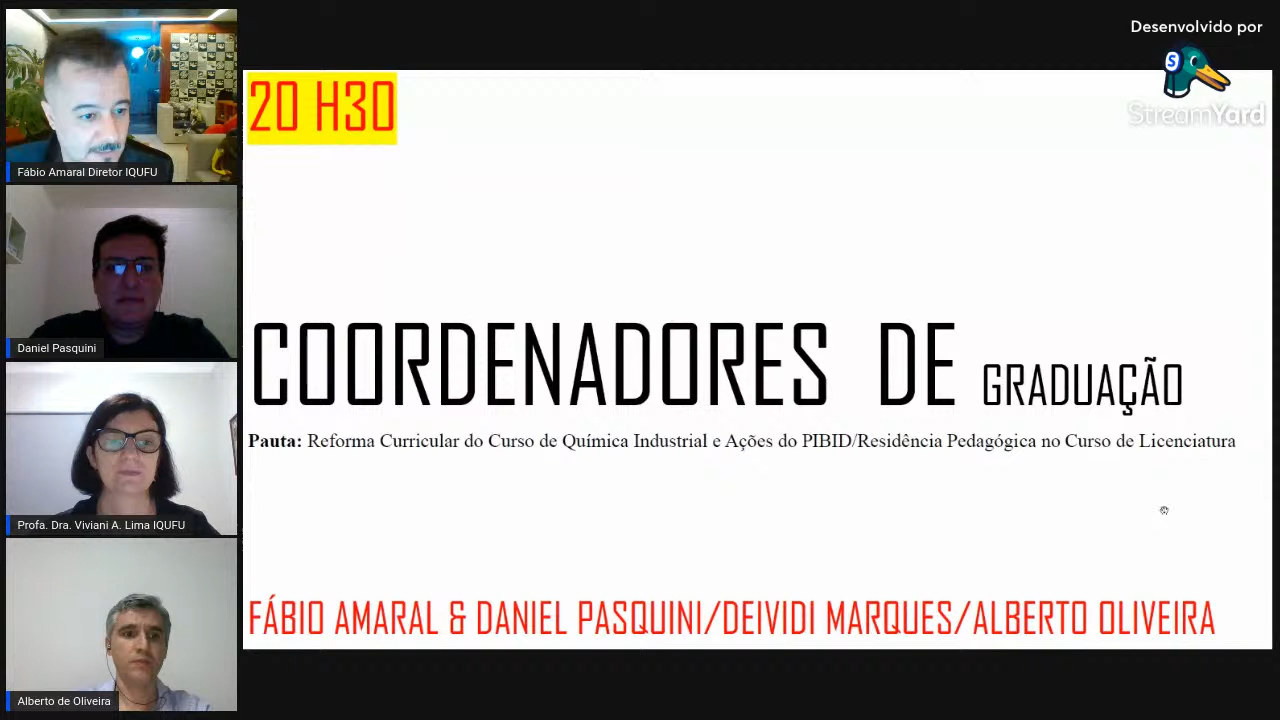 Desenvolvido por
StreamYard
20 H30
Fábio Amaral Diretor IQUFU
Daniel Pasquini
COORDENADORES DE GRADUAÇÃO
Pauta: Reforma Curricular do Curso de Química Industrial e Ações do PIBID/Residência Pedagógica no Curso de Licenciatura
Profa. Dra. Viviani A. Lima IQUFU
FÁBIO AMARAL & DANIEL PASQUINI/DEIVIDI MARQUES/ALBERTO OLIVEIRA
Alberto de Oliveira